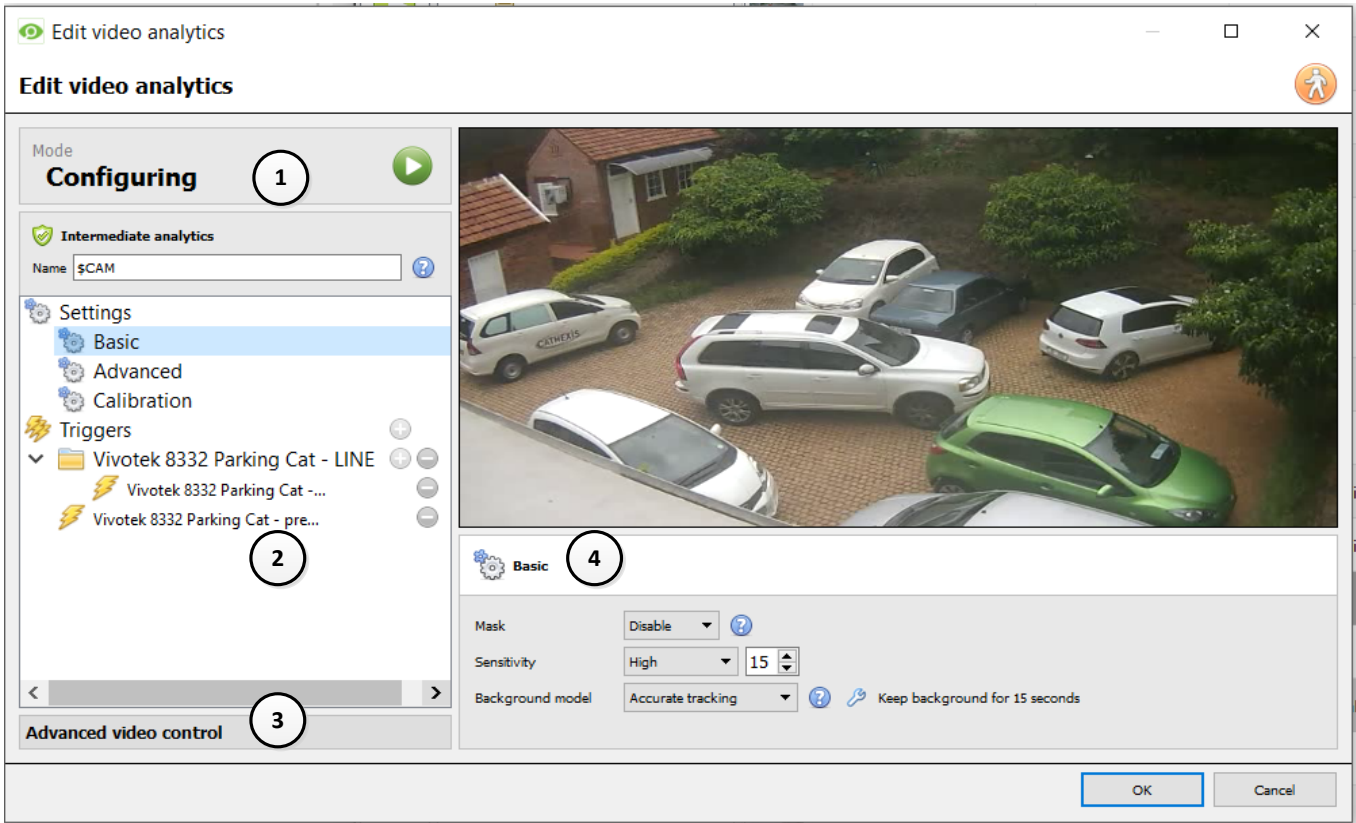 Edit video analytics
Edit video analytics
Mode
Configuring
1
Intermediate analytics
Name $CAM
Settings
Basic
Advanced
Calibration
Triggers
Vivotek 8332 Parking Cat - LINE
Vivotek 8332 Parking Cat -...
Vivotek 8332 Parking Cat - pre...
2
3
Advanced video control
CATHEXIS
Basic
4
Mask Disable
Sensitivity High 15
Background model Accurate tracking Keep background for 15 seconds
OK Cancel